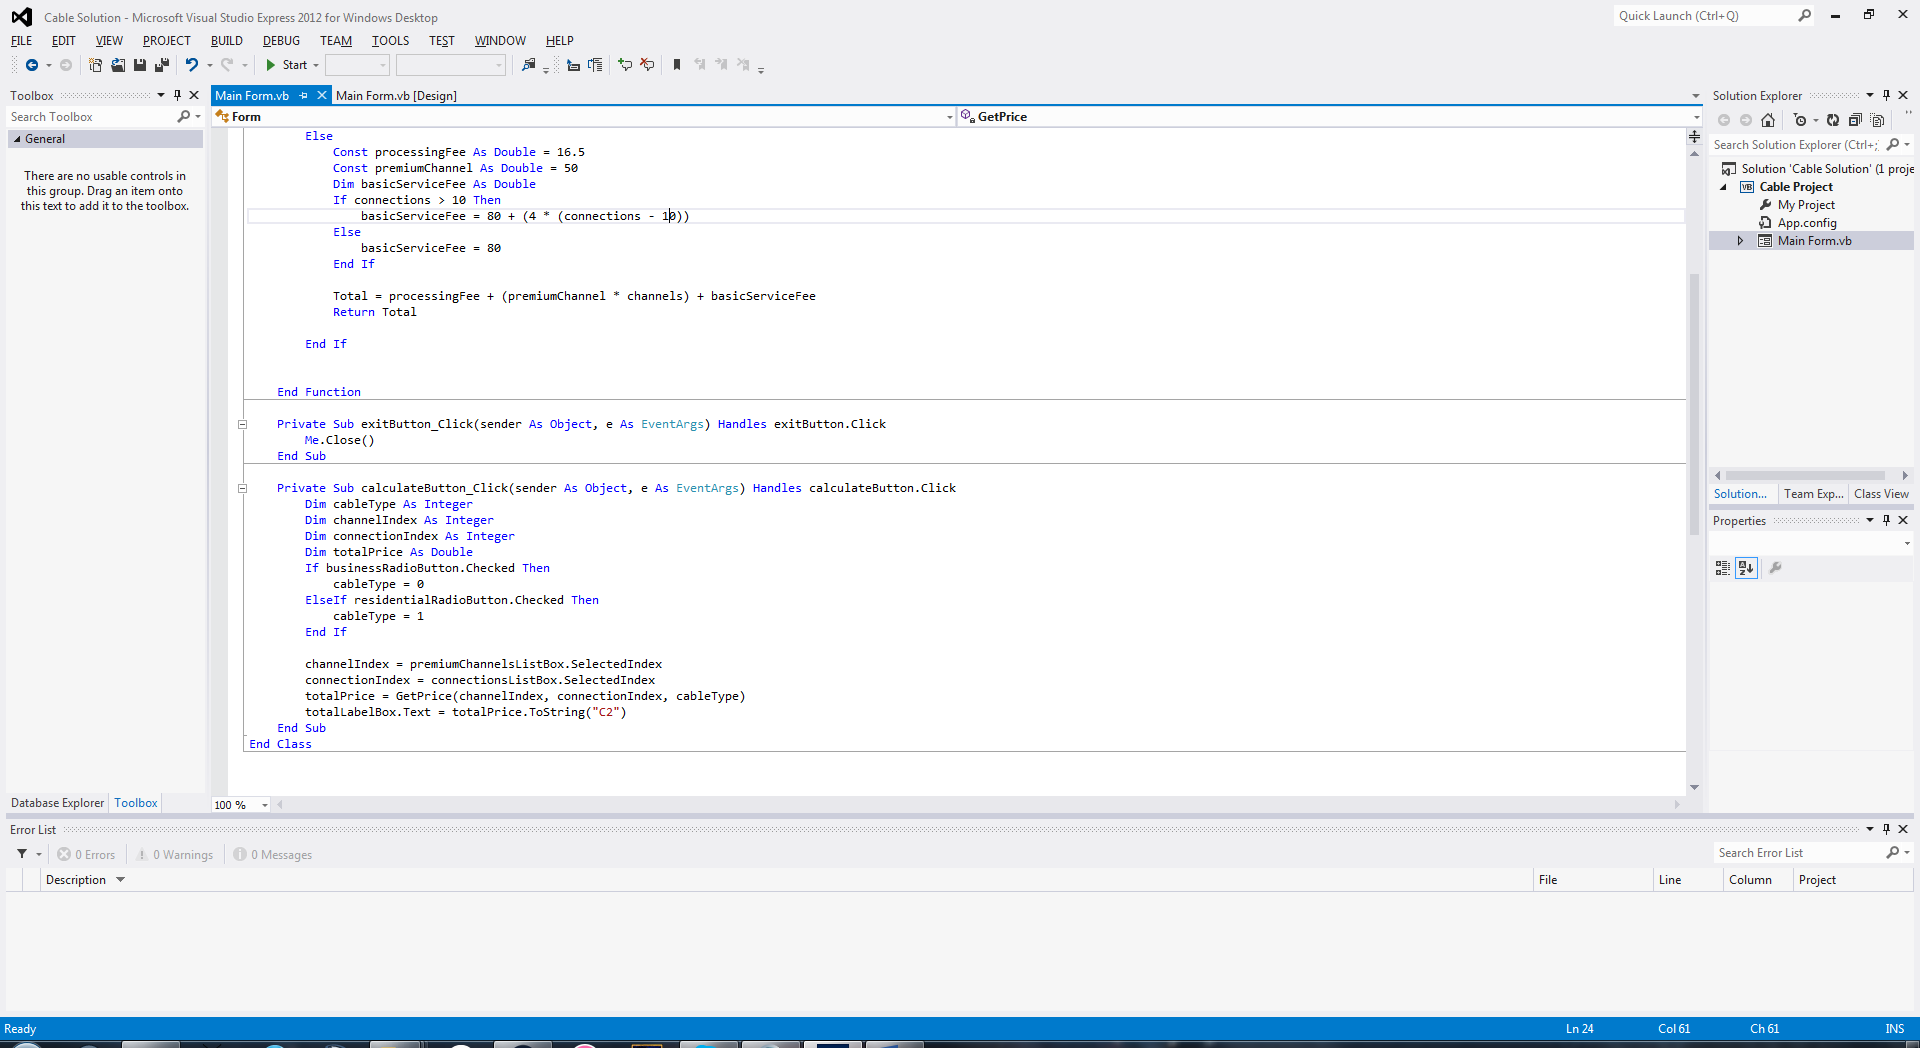 Cable Solution - Microsoft Visual Studio Express 2012 for Windows Desktop
Quick Launch (Ctrl+Q)
FILE EDIT VIEW PROJECT BUILD DEBUG TEAM TOOLS TEST WINDOW HELP
Start
Toolbox
Search Toolbox
General
There are no usable controls in
this group. Drag an item onto
this text to add it to the toolbox.
Database Explorer Toolbox
Main Form.vb Main Form.vb [Design]
Form GetPrice
Else
Const processingFee As Double = 16.5
Const premiumChannel As Double = 50
Dim basicServiceFee As Double
If connections > 10 Then
basicServiceFee = 80 + (4 * (connections - 10))
Else
basicServiceFee = 80
End If
Total = processingFee + (premiumChannel * channels) + basicServiceFee
Return Total
End If
End Function
Private Sub exitButton_Click(sender As Object, e As EventArgs) Handles exitButton.Click
Me.Close()
End Sub
Private Sub calculateButton_Click(sender As Object, e As EventArgs) Handles calculateButton.Click
Dim cableType As Integer
Dim channelIndex As Integer
Dim connectionIndex As Integer
Dim totalPrice As Double
If businessRadioButton.Checked Then
cableType = 0
ElseIf residentialRadioButton.Checked Then
cableType = 1
End If
channelIndex = premiumChannelsListBox.SelectedIndex
connectionIndex = connectionsListBox.SelectedIndex
totalPrice = GetPrice(channelIndex, connectionIndex, cableType)
totalLabelBox.Text = totalPrice.ToString("C2")
End Sub
End Class
100 %
Solution Explorer
Search Solution Explorer (Ctrl+;
Solution 'Cable Solution' (1 proje
VB Cable Project
My Project
App.config
Main Form.vb
Solution... Team Exp... Class View
Properties
Error List
0 Errors 0 Warnings 0 Messages
Search Error List
Description File Line Column Project
Ready Ln 24 Col 61 Ch 61 INS